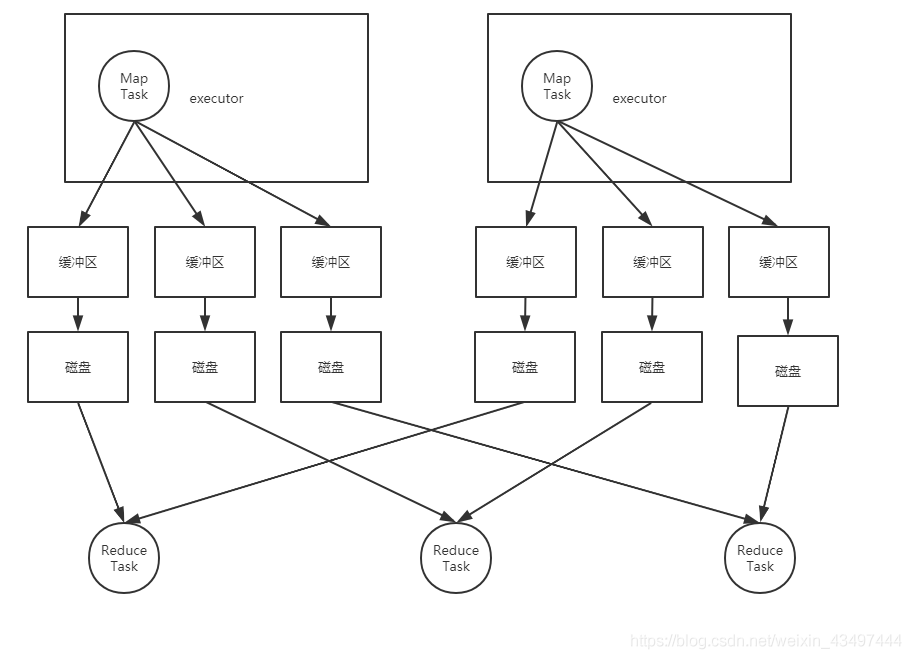 Map
Task
executor
Map
Task
executor
缓冲区
缓冲区
缓冲区
缓冲区
缓冲区
缓冲区
磁盘
磁盘
磁盘
磁盘
磁盘
磁盘
Reduce
Task
Reduce
Task
Reduce
Task
https://blog.csdn.net/weixin_43497444